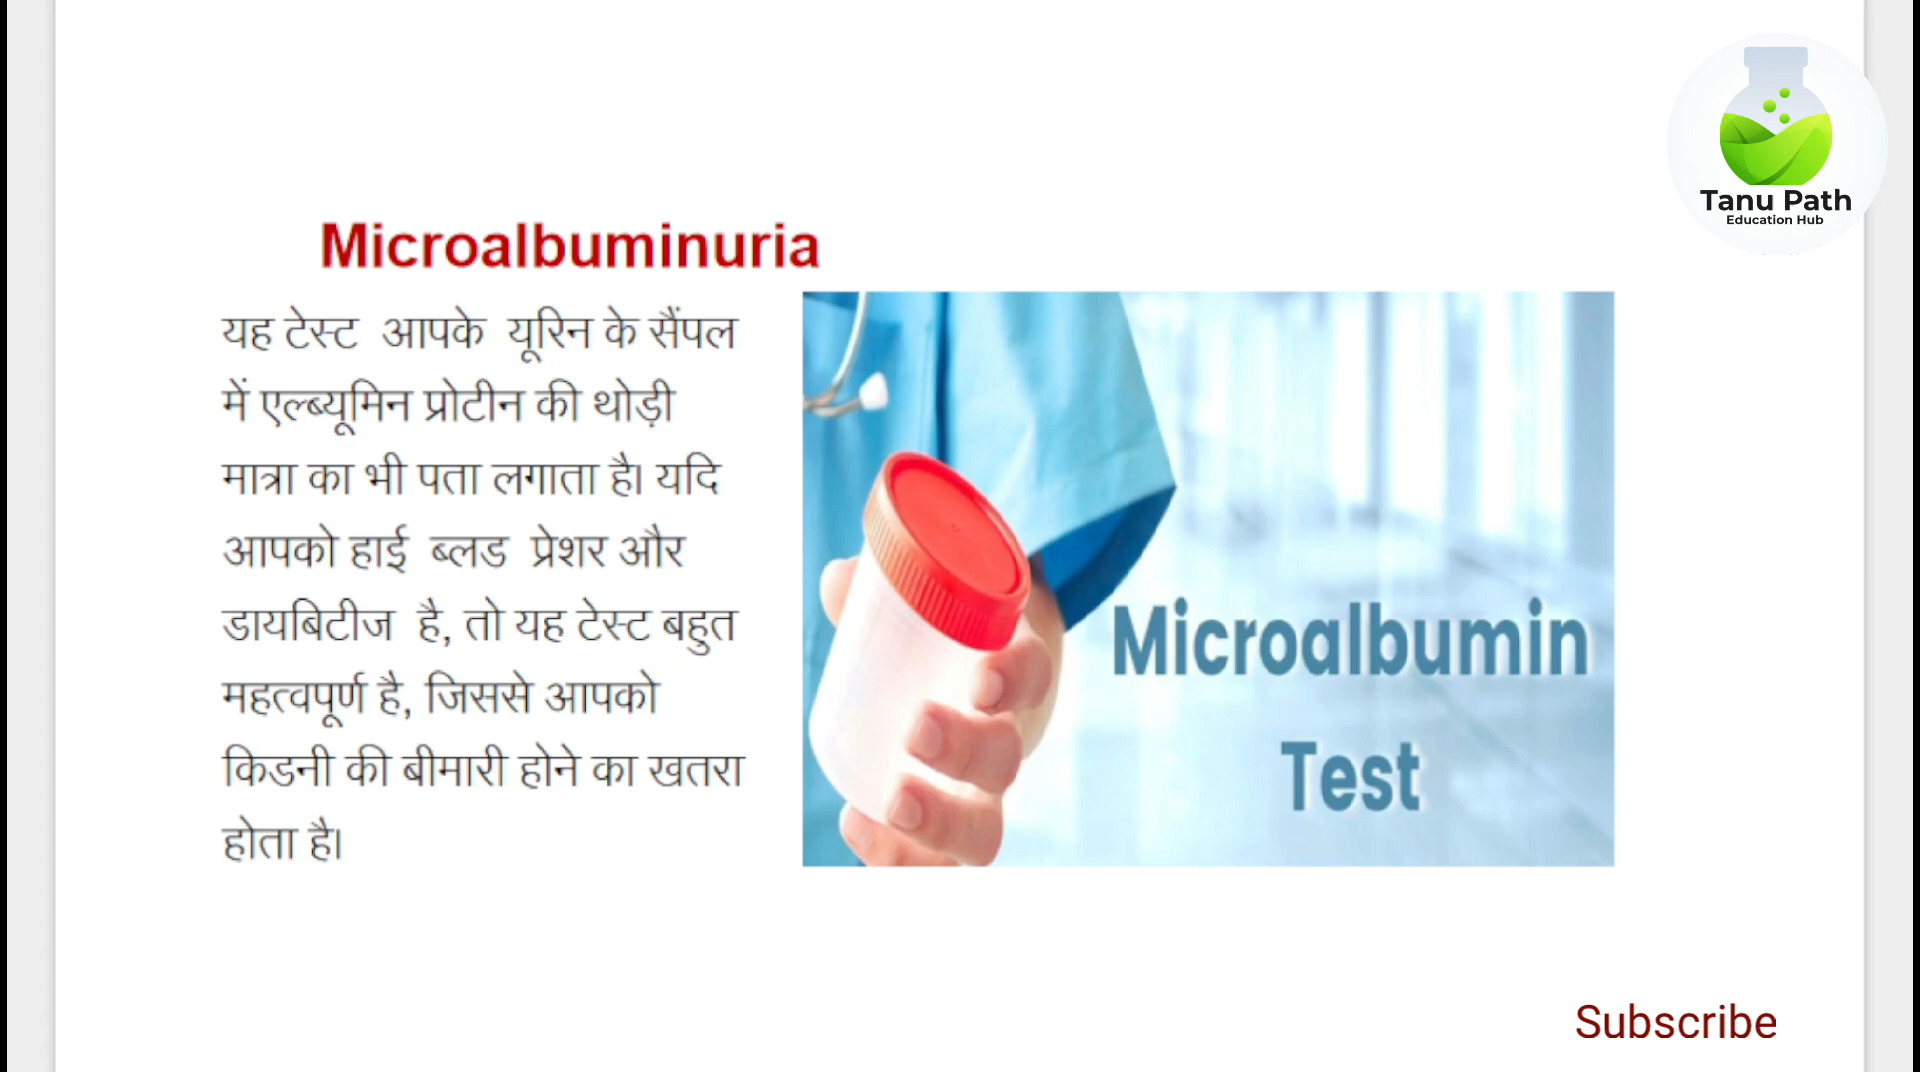 Tanu Path
Education Hub
Microalbuminuria
यह टेस्ट आपके यूरिन के सैंपल
में एल्ब्यूमिन प्रोटीन की थोड़ी
मात्रा का भी पता लगाता है। यदि
आपको हाई ब्लड प्रेशर और
डायबिटीज है, तो यह टेस्ट बहुत
महत्वपूर्ण है, जिससे आपको
किडनी की बीमारी होने का खतरा
होता है।
Microalbumin
Test
Subscribe